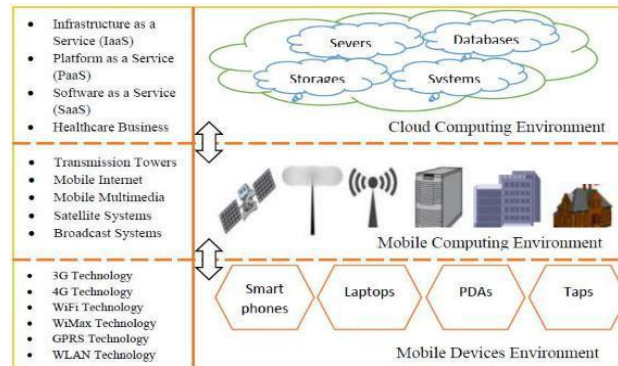 Infrastructure as a
Service (IaaS)
Platform as a Service
(PaaS)
Software as a Service
(SaaS)
Healthcare Business
Severs
Databases
Storages
Systems
Cloud Computing Environment
Transmission Towers
Mobile Internet
Mobile Multimedia
Satellite Systems
Broadcast Systems
Mobile Computing Environment
3G Technology
4G Technology
WiFi Technology
WiMax Technology
GPRS Technology
WLAN Technology
Smart
phones
Laptops
PDAs
Taps
Mobile Devices Environment